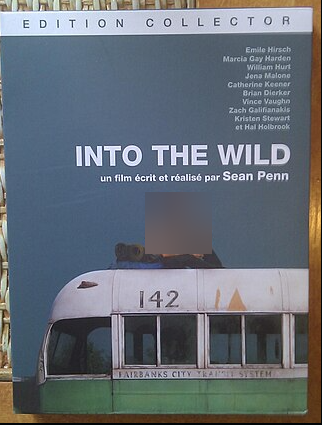 EDITION COLLECTOR
Emile Hirsch
Marcia Gay Harden
William Hurt
Jena Malone
Catherine Keener
Brian Dierker
Vince Vaughn
Zach Galifianakis
Kristen Stewart
et Hal Holbrook
INTO THE WILD
un film écrit et réalisé par Sean Penn
142
FAIRBANKS CITY TRANSIT SYSTEM